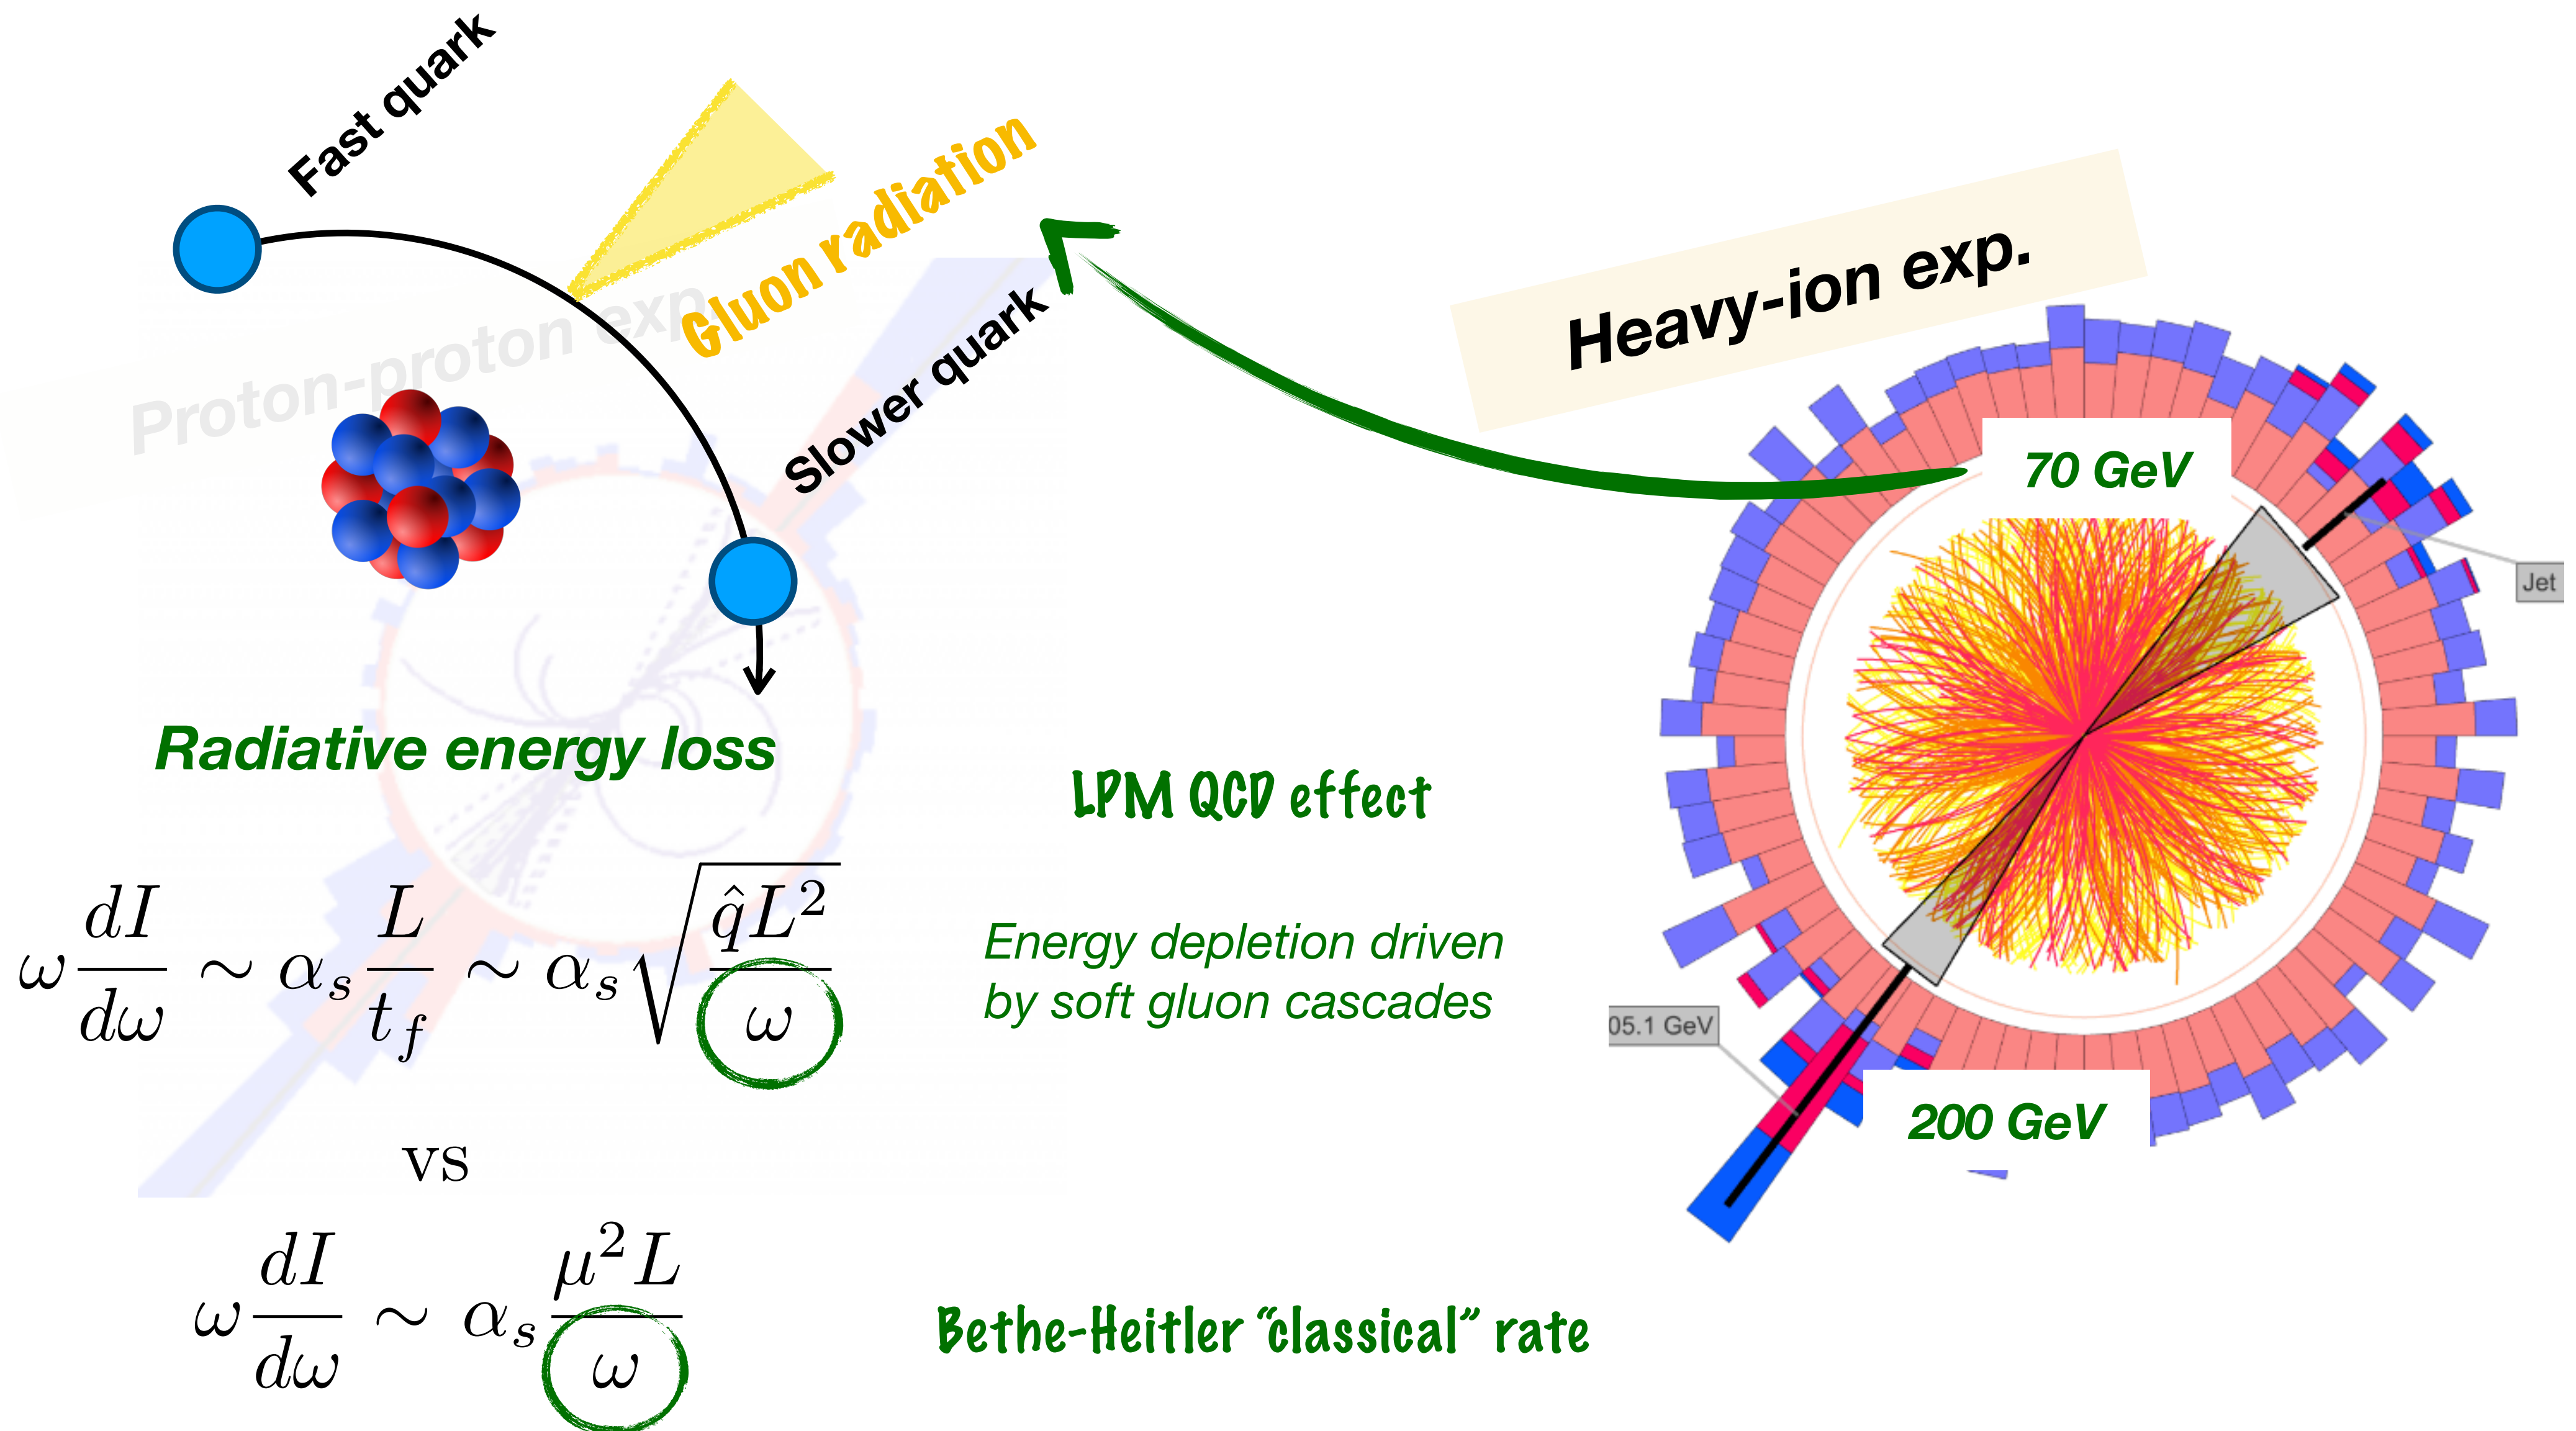 Fast quark
Gluon radiation
Slower quark
Proton-proton exp.
Heavy-ion exp.
70 GeV
Jet
Radiative energy loss
LPM QCD effect
ω dI/dω ∼ α_s L/t_f ∼ α_s √(q̂L²/ω)
Energy depletion driven
by soft gluon cascades
05.1 GeV
200 GeV
vs
ω dI/dω ∼ α_s μ²L/ω
Bethe-Heitler “classical” rate